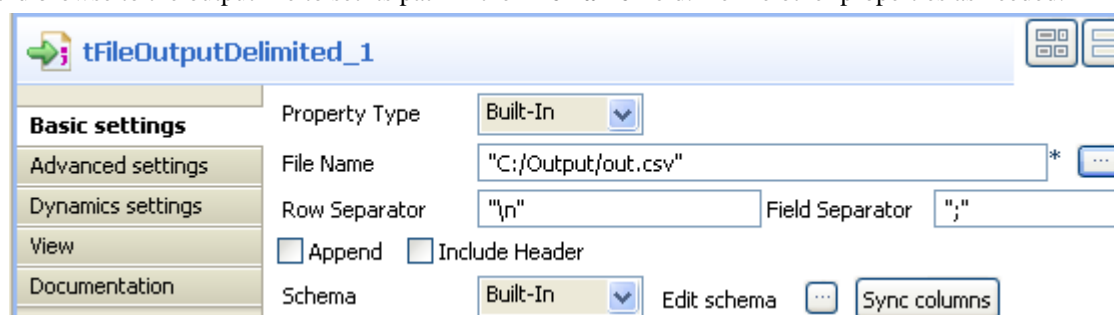 tFileOutputDelimited_1
Basic settings
Property Type Built-In
Advanced settings
File Name "C:/Output/out.csv" * ...
Dynamics settings
Row Separator "\n" Field Separator ";"
View
Append Include Header
Documentation
Schema Built-In Edit schema ... Sync columns